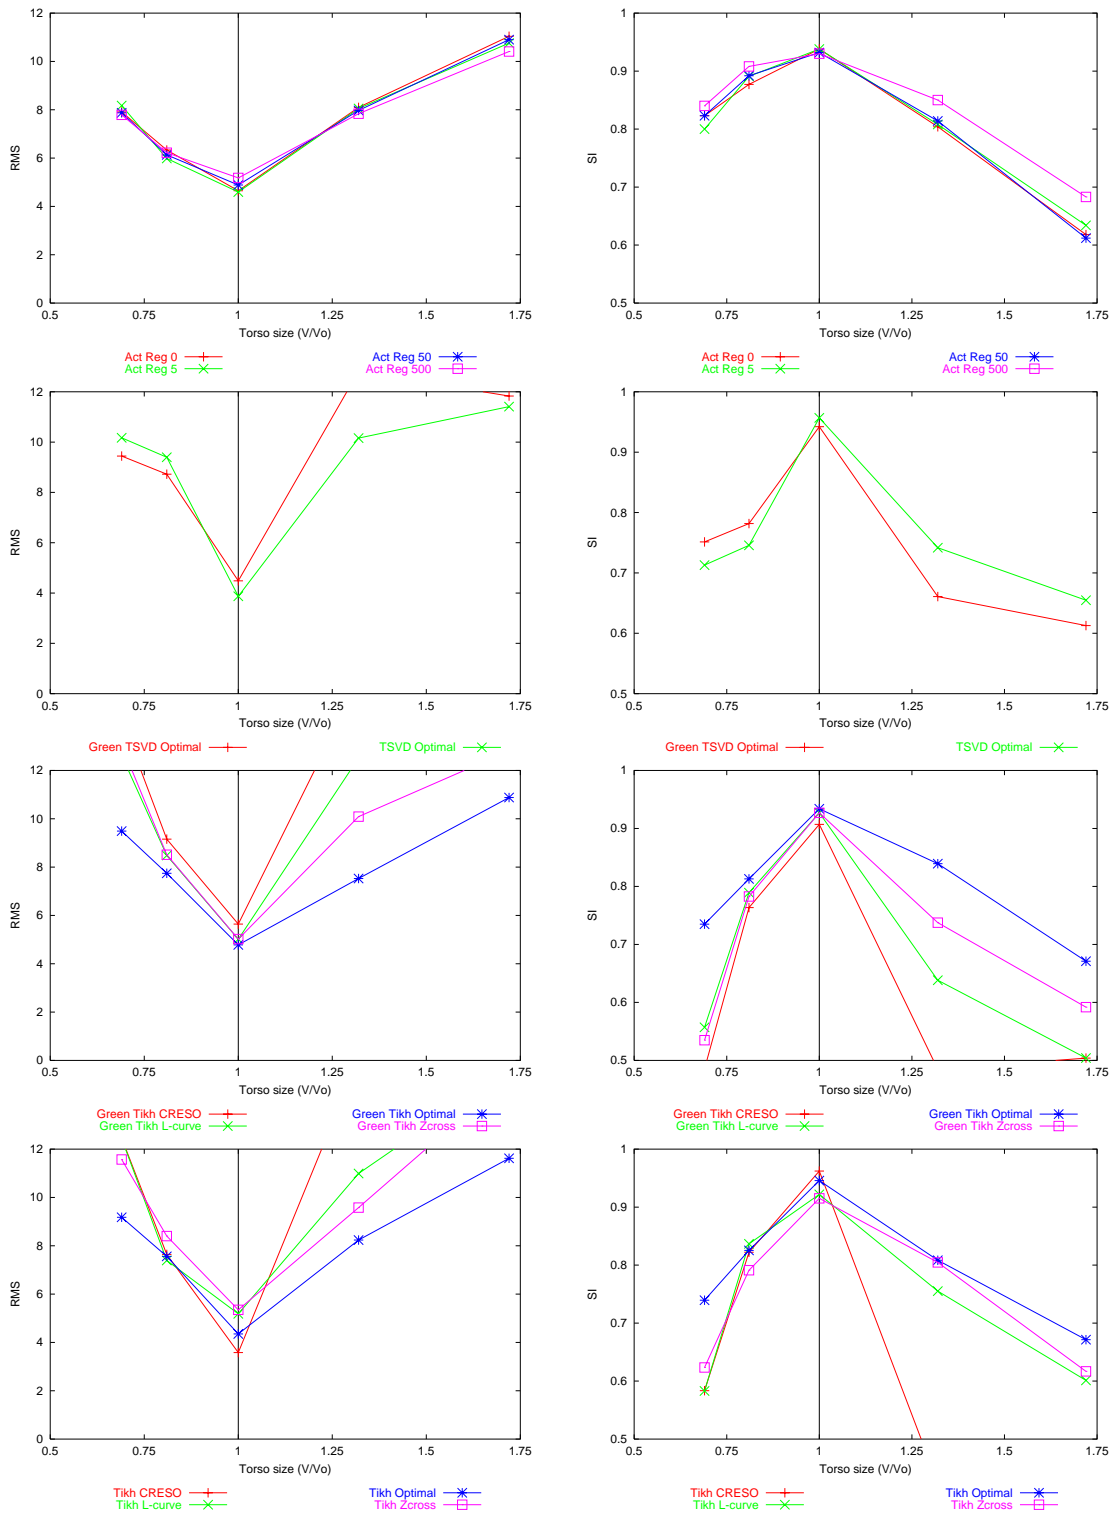 12
10
8
6
4
2
0
RMS
0.5 0.75 1 1.25 1.5 1.75
Torso size (V/Vo)
Act Reg 0 Act Reg 50
Act Reg 5 Act Reg 500
1
0.9
0.8
0.7
0.6
0.5
SI
0.5 0.75 1 1.25 1.5 1.75
Torso size (V/Vo)
Act Reg 0 Act Reg 50
Act Reg 5 Act Reg 500
12
10
8
6
4
2
0
RMS
0.5 0.75 1 1.25 1.5 1.75
Torso size (V/Vo)
Green TSVD Optimal TSVD Optimal
1
0.9
0.8
0.7
0.6
0.5
SI
0.5 0.75 1 1.25 1.5 1.75
Torso size (V/Vo)
Green TSVD Optimal TSVD Optimal
12
10
8
6
4
2
0
RMS
0.5 0.75 1 1.25 1.5 1.75
Torso size (V/Vo)
Green Tikh CRESO Green Tikh Optimal
Green Tikh L-curve Green Tikh Zcross
1
0.9
0.8
0.7
0.6
0.5
SI
0.5 0.75 1 1.25 1.5 1.75
Torso size (V/Vo)
Green Tikh CRESO Green Tikh Optimal
Green Tikh L-curve Green Tikh Zcross
12
10
8
6
4
2
0
RMS
0.5 0.75 1 1.25 1.5 1.75
Torso size (V/Vo)
Tikh CRESO Tikh Optimal
Tikh L-curve Tikh Zcross
1
0.9
0.8
0.7
0.6
0.5
SI
0.5 0.75 1 1.25 1.5 1.75
Torso size (V/Vo)
Tikh CRESO Tikh Optimal
Tikh L-curve Tikh Zcross